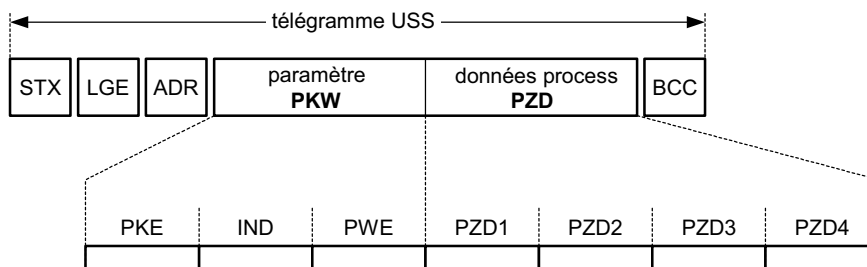 télégramme USS
STX LGE ADR paramètre PKW données process PZD BCC
PKE IND PWE PZD1 PZD2 PZD3 PZD4